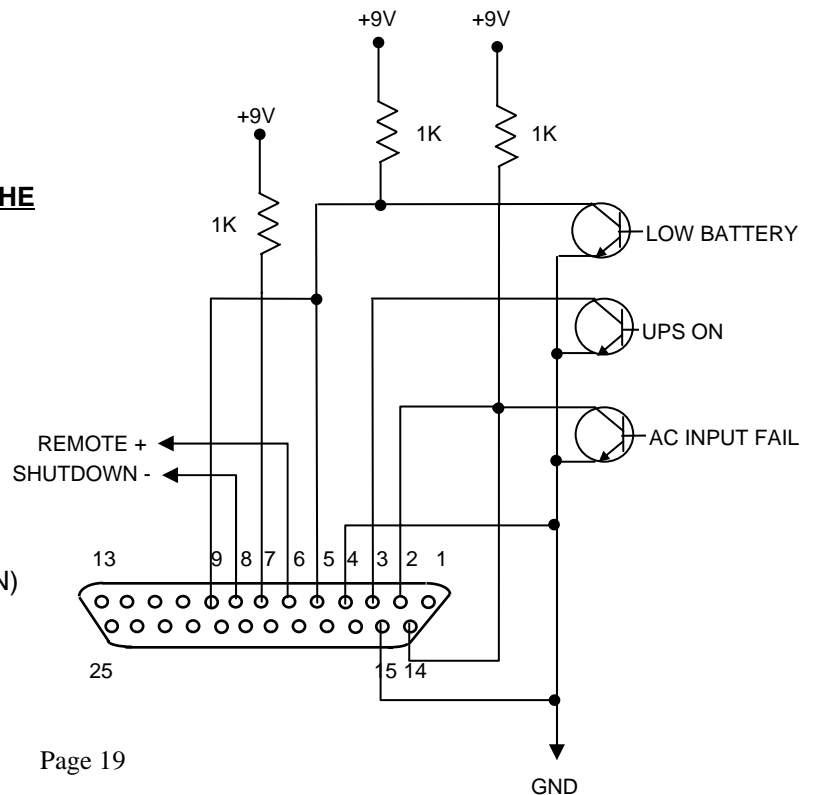 +9V +9V
+9V
1K 1K
HE
1K
LOW BATTERY
UPS ON
REMOTE +
AC INPUT FAIL
SHUTDOWN -
13 9 8 7 6 5 4 3 2 1
N)
25 15 14
Page 19
GND